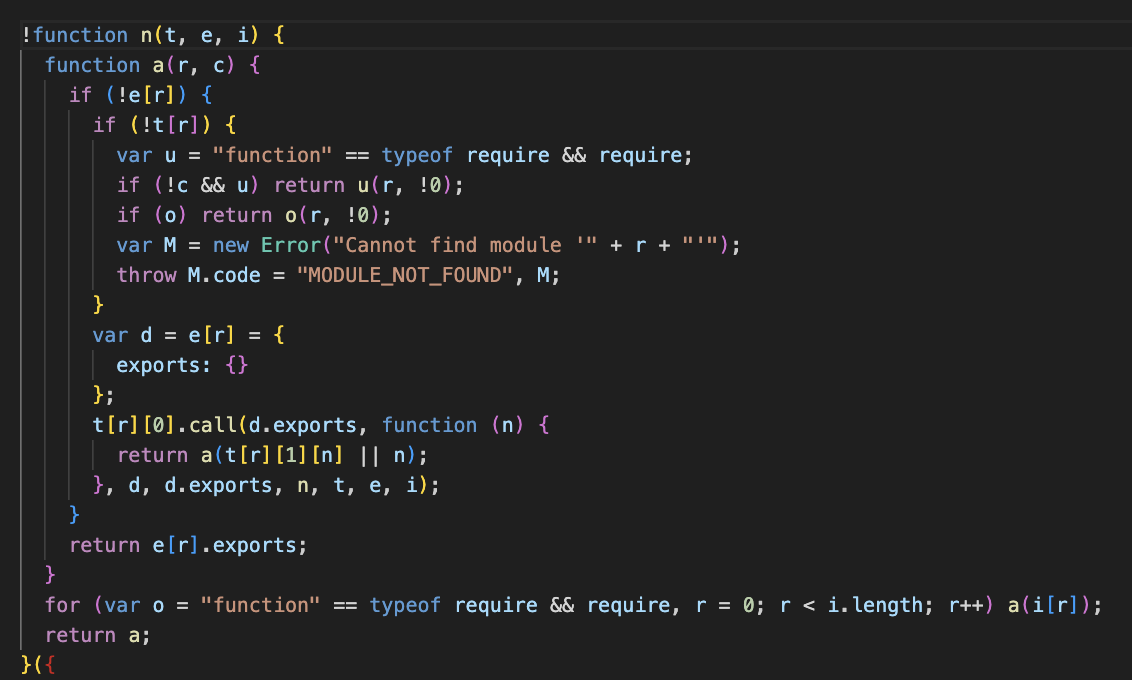 !function n(t, e, i) {
  function a(r, c) {
    if (!e[r]) {
      if (!t[r]) {
        var u = "function" == typeof require && require;
        if (!c && u) return u(r, !0);
        if (o) return o(r, !0);
        var M = new Error("Cannot find module '" + r + "'");
        throw M.code = "MODULE_NOT_FOUND", M;
      }
      var d = e[r] = {
        exports: {}
      };
      t[r][0].call(d.exports, function (n) {
        return a(t[r][1][n] || n);
      }, d, d.exports, n, t, e, i);
    }
    return e[r].exports;
  }
  for (var o = "function" == typeof require && require, r = 0; r < i.length; r++) a(i[r]);
  return a;
}({